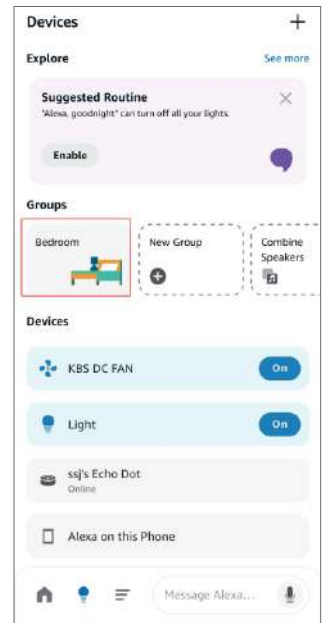 Devices
Explore
See more
Suggested Routine
"Alexa, goodnight" can turn off all your lights.
Enable
Groups
Bedroom
New Group
Combine
Speakers
Devices
KBS DC FAN
On
Light
On
ssj's Echo Dot
Online
Alexa on this Phone
Message Alexa...